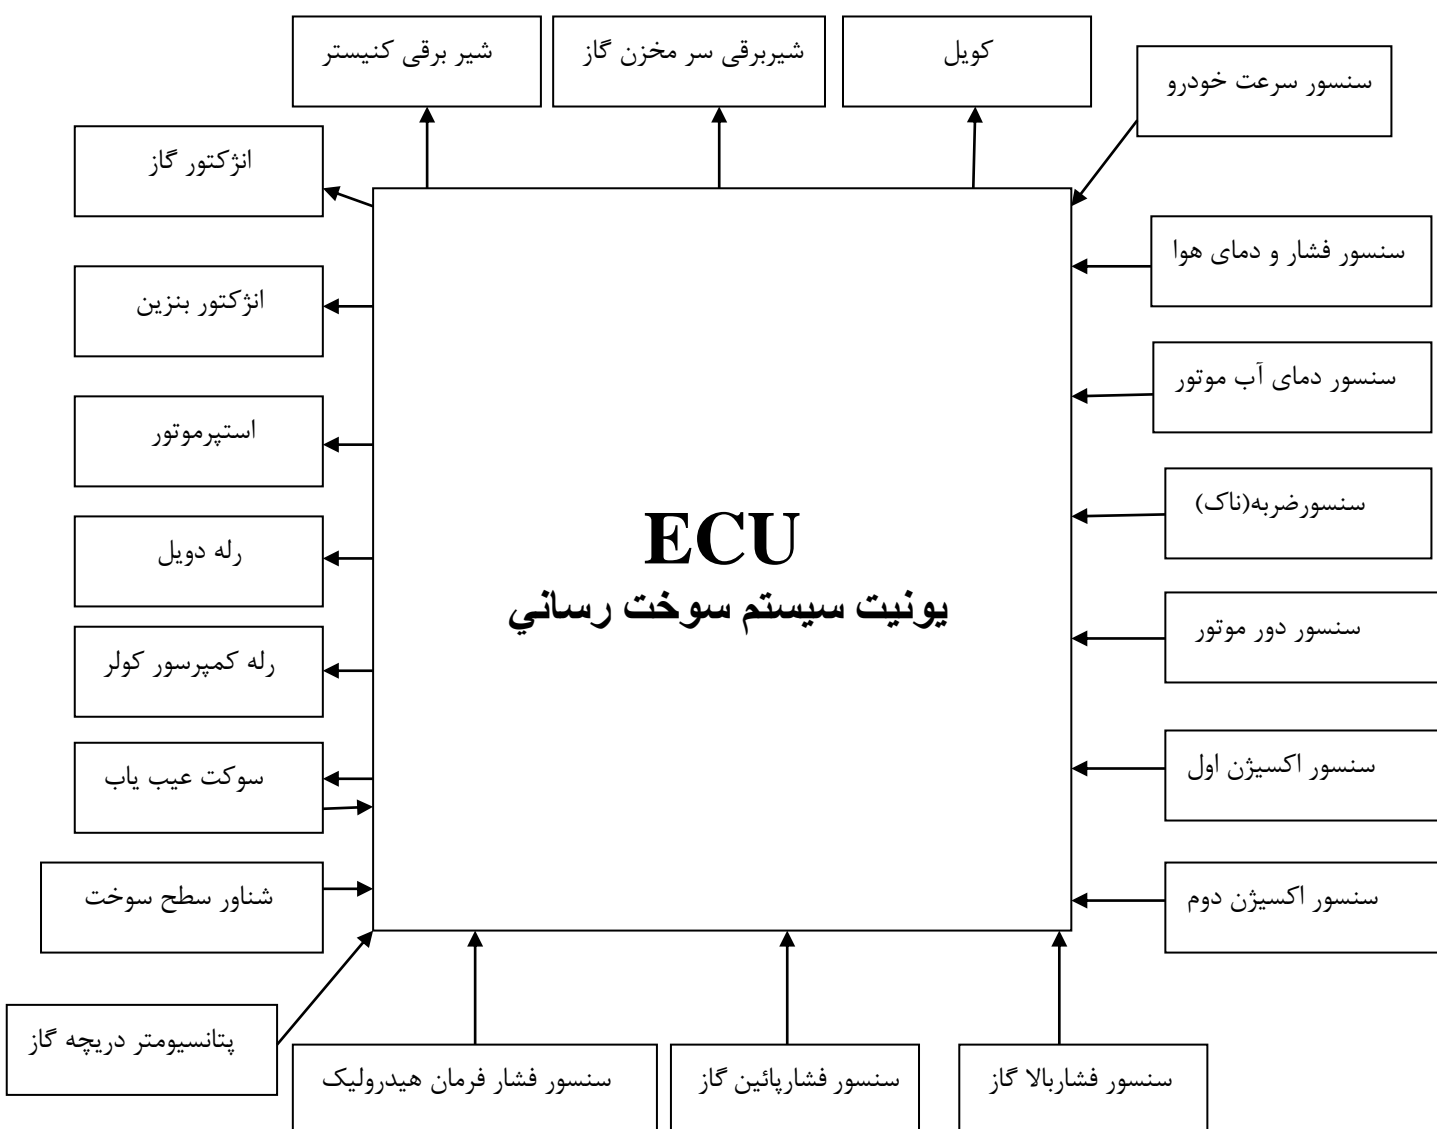 کویل
شیربرقی سر مخزن گاز
شیر برقی کنیستر
سنسور سرعت خودرو
انژکتور گاز
سنسور فشار و دمای هوا
انژکتور بنزین
سنسور دمای آب موتور
استپرموتور
سنسورضربه(ناک)
ECU
رله دویل
يونيت سيستم سوخت رساني
سنسور دور موتور
رله کمپرسور کولر
سنسور اکسیژن اول
سوکت عیب یاب
سنسور اکسیژن دوم
شناور سطح سوخت
پتانسیومتر دریچه گاز
سنسور فشاربالا گاز
سنسور فشارپائین گاز
سنسور فشار فرمان هیدرولیک